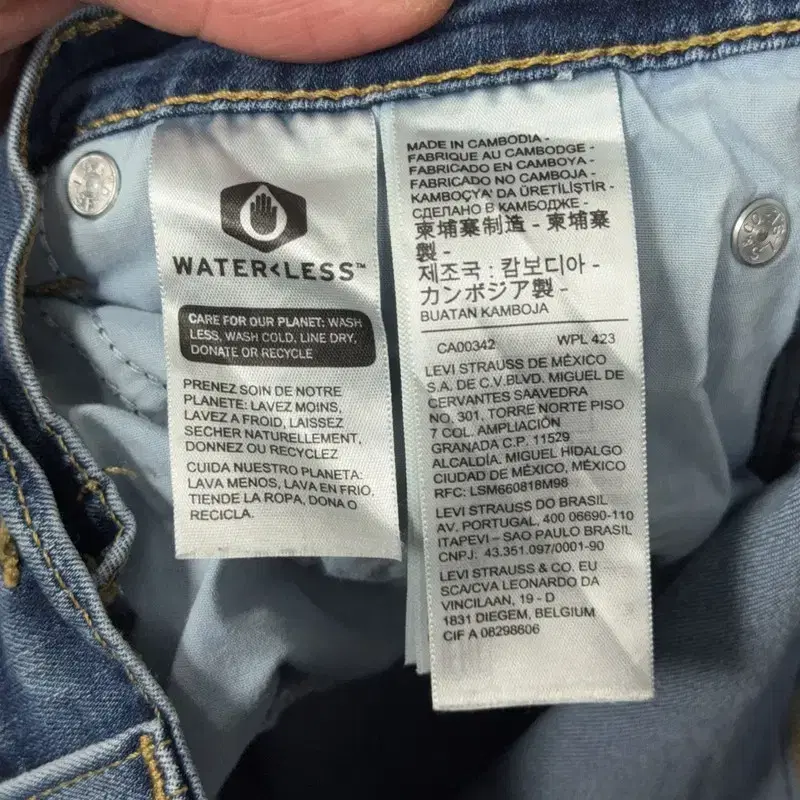 WATER<LESS™
CARE FOR OUR PLANET: WASH
LESS, WASH COLD, LINE DRY,
DONATE OR RECYCLE
PRENEZ SOIN DE NOTRE
PLANETE: LAVEZ MOINS,
LAVEZ A FROID, LAISSEZ
SECHER NATURELLEMENT,
DONNEZ OU RECYCLEZ
CUIDA NUESTRO PLANETA:
LAVA MENOS, LAVA EN FRIO,
TIENDE LA ROPA, DONA O
RECICLA.
MADE IN CAMBODIA -
FABRIQUE AU CAMBODGE -
FABRICADO EN CAMBOYA -
FABRICADO NO CAMBOJA -
KAMBOÇYA' DA ÜRETILIŞTIR -
СДЕЛАНО В КАМБОДЖЕ -
柬埔寨制造 - 柬埔寨
製 -
제조국 : 캄보디아 -
カンボジア製 -
BUATAN KAMBOJA
CA00342 WPL 423
LEVI STRAUSS DE MÉXICO
S.A. DE C.V.BLVD. MIGUEL DE
CERVANTES SAAVEDRA
NO. 301, TORRE NORTE PISO
7 COL. AMPLIACIÓN
GRANADA C.P. 11529
ALCALDÍA. MIGUEL HIDALGO
CIUDAD DE MÉXICO, MÉXICO
RFC: LSM660818M98
LEVI STRAUSS DO BRASIL
AV. PORTUGAL, 400 06690-110
ITAPEVI – SAO PAULO BRASIL
CNPJ: 43.351.097/0001-90
LEVI STRAUSS & CO. EU
SCA/CVA LEONARDO DA
VINCILAAN, 19 - D
1831 DIEGEM, BELGIUM
CIF A 08298606